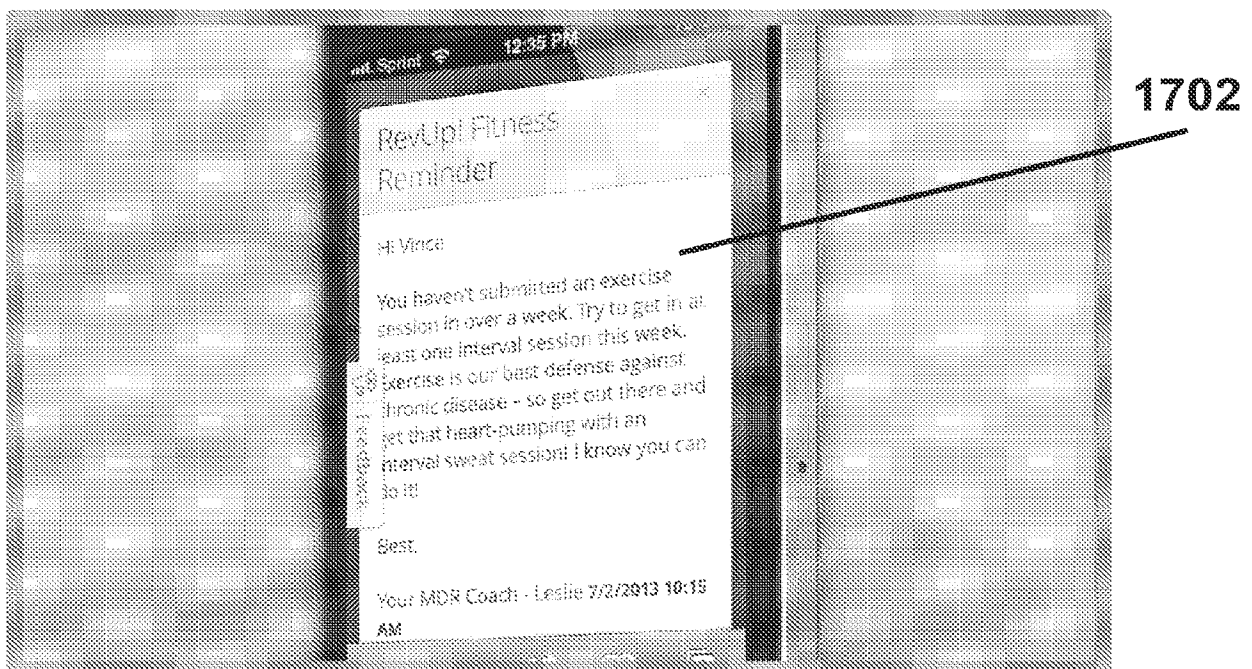 Sprint 12:35 PM
1702
RevUp! Fitness
Reminder
Hi Vince
You haven't submitted an exercise
session in over a week. Try to get in at
least one interval session this week.
Exercise is our best defense against
chronic disease – so get out there and
get that heart-pumping with an
interval sweat session! I know you can
do it!
Feedback
Best,
Your MDR Coach - Leslie 7/2/2013 10:15
AM